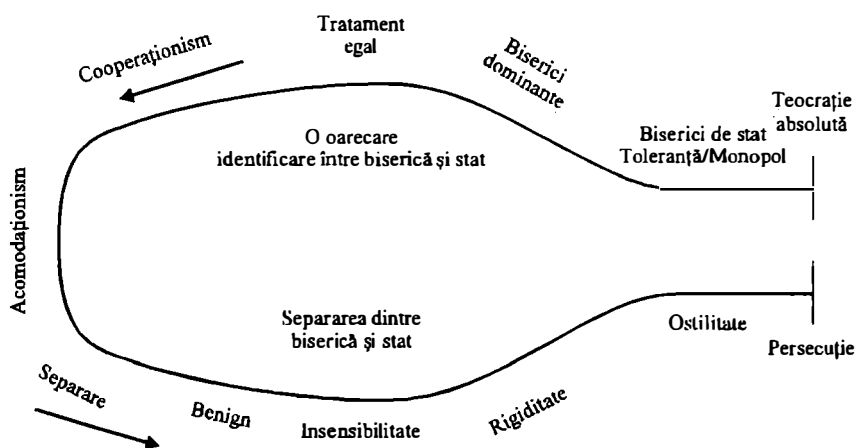 Tratament
egal
Cooperaționism
Biserici
dominante
Teocrație
absolută
Biserici de stat
Toleranță/Monopol
O oarecare
identificare între biserică și stat
Acomodaționism
Separarea dintre
biserică și stat
Ostilitate
Persecuție
Separare
Benign
Insensibilitate
Rigiditate